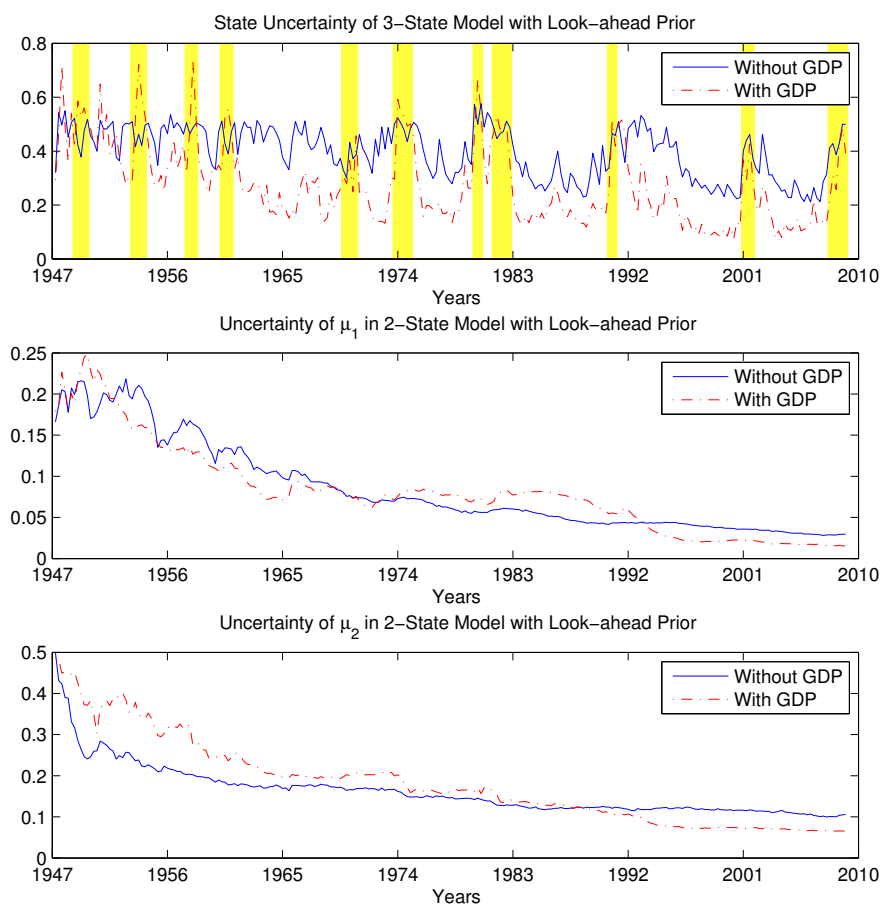 State Uncertainty of 3−State Model with Look−ahead Prior
0.8
0.6
0.4
0.2
0
Without GDP
With GDP
1947 1956 1965 1974 1983 1992 2001 2010
Years
Uncertainty of μ1 in 2−State Model with Look−ahead Prior
0.25
0.2
0.15
0.1
0.05
0
Without GDP
With GDP
1947 1956 1965 1974 1983 1992 2001 2010
Years
Uncertainty of μ2 in 2−State Model with Look−ahead Prior
0.5
0.4
0.3
0.2
0.1
0
Without GDP
With GDP
1947 1956 1965 1974 1983 1992 2001 2010
Years